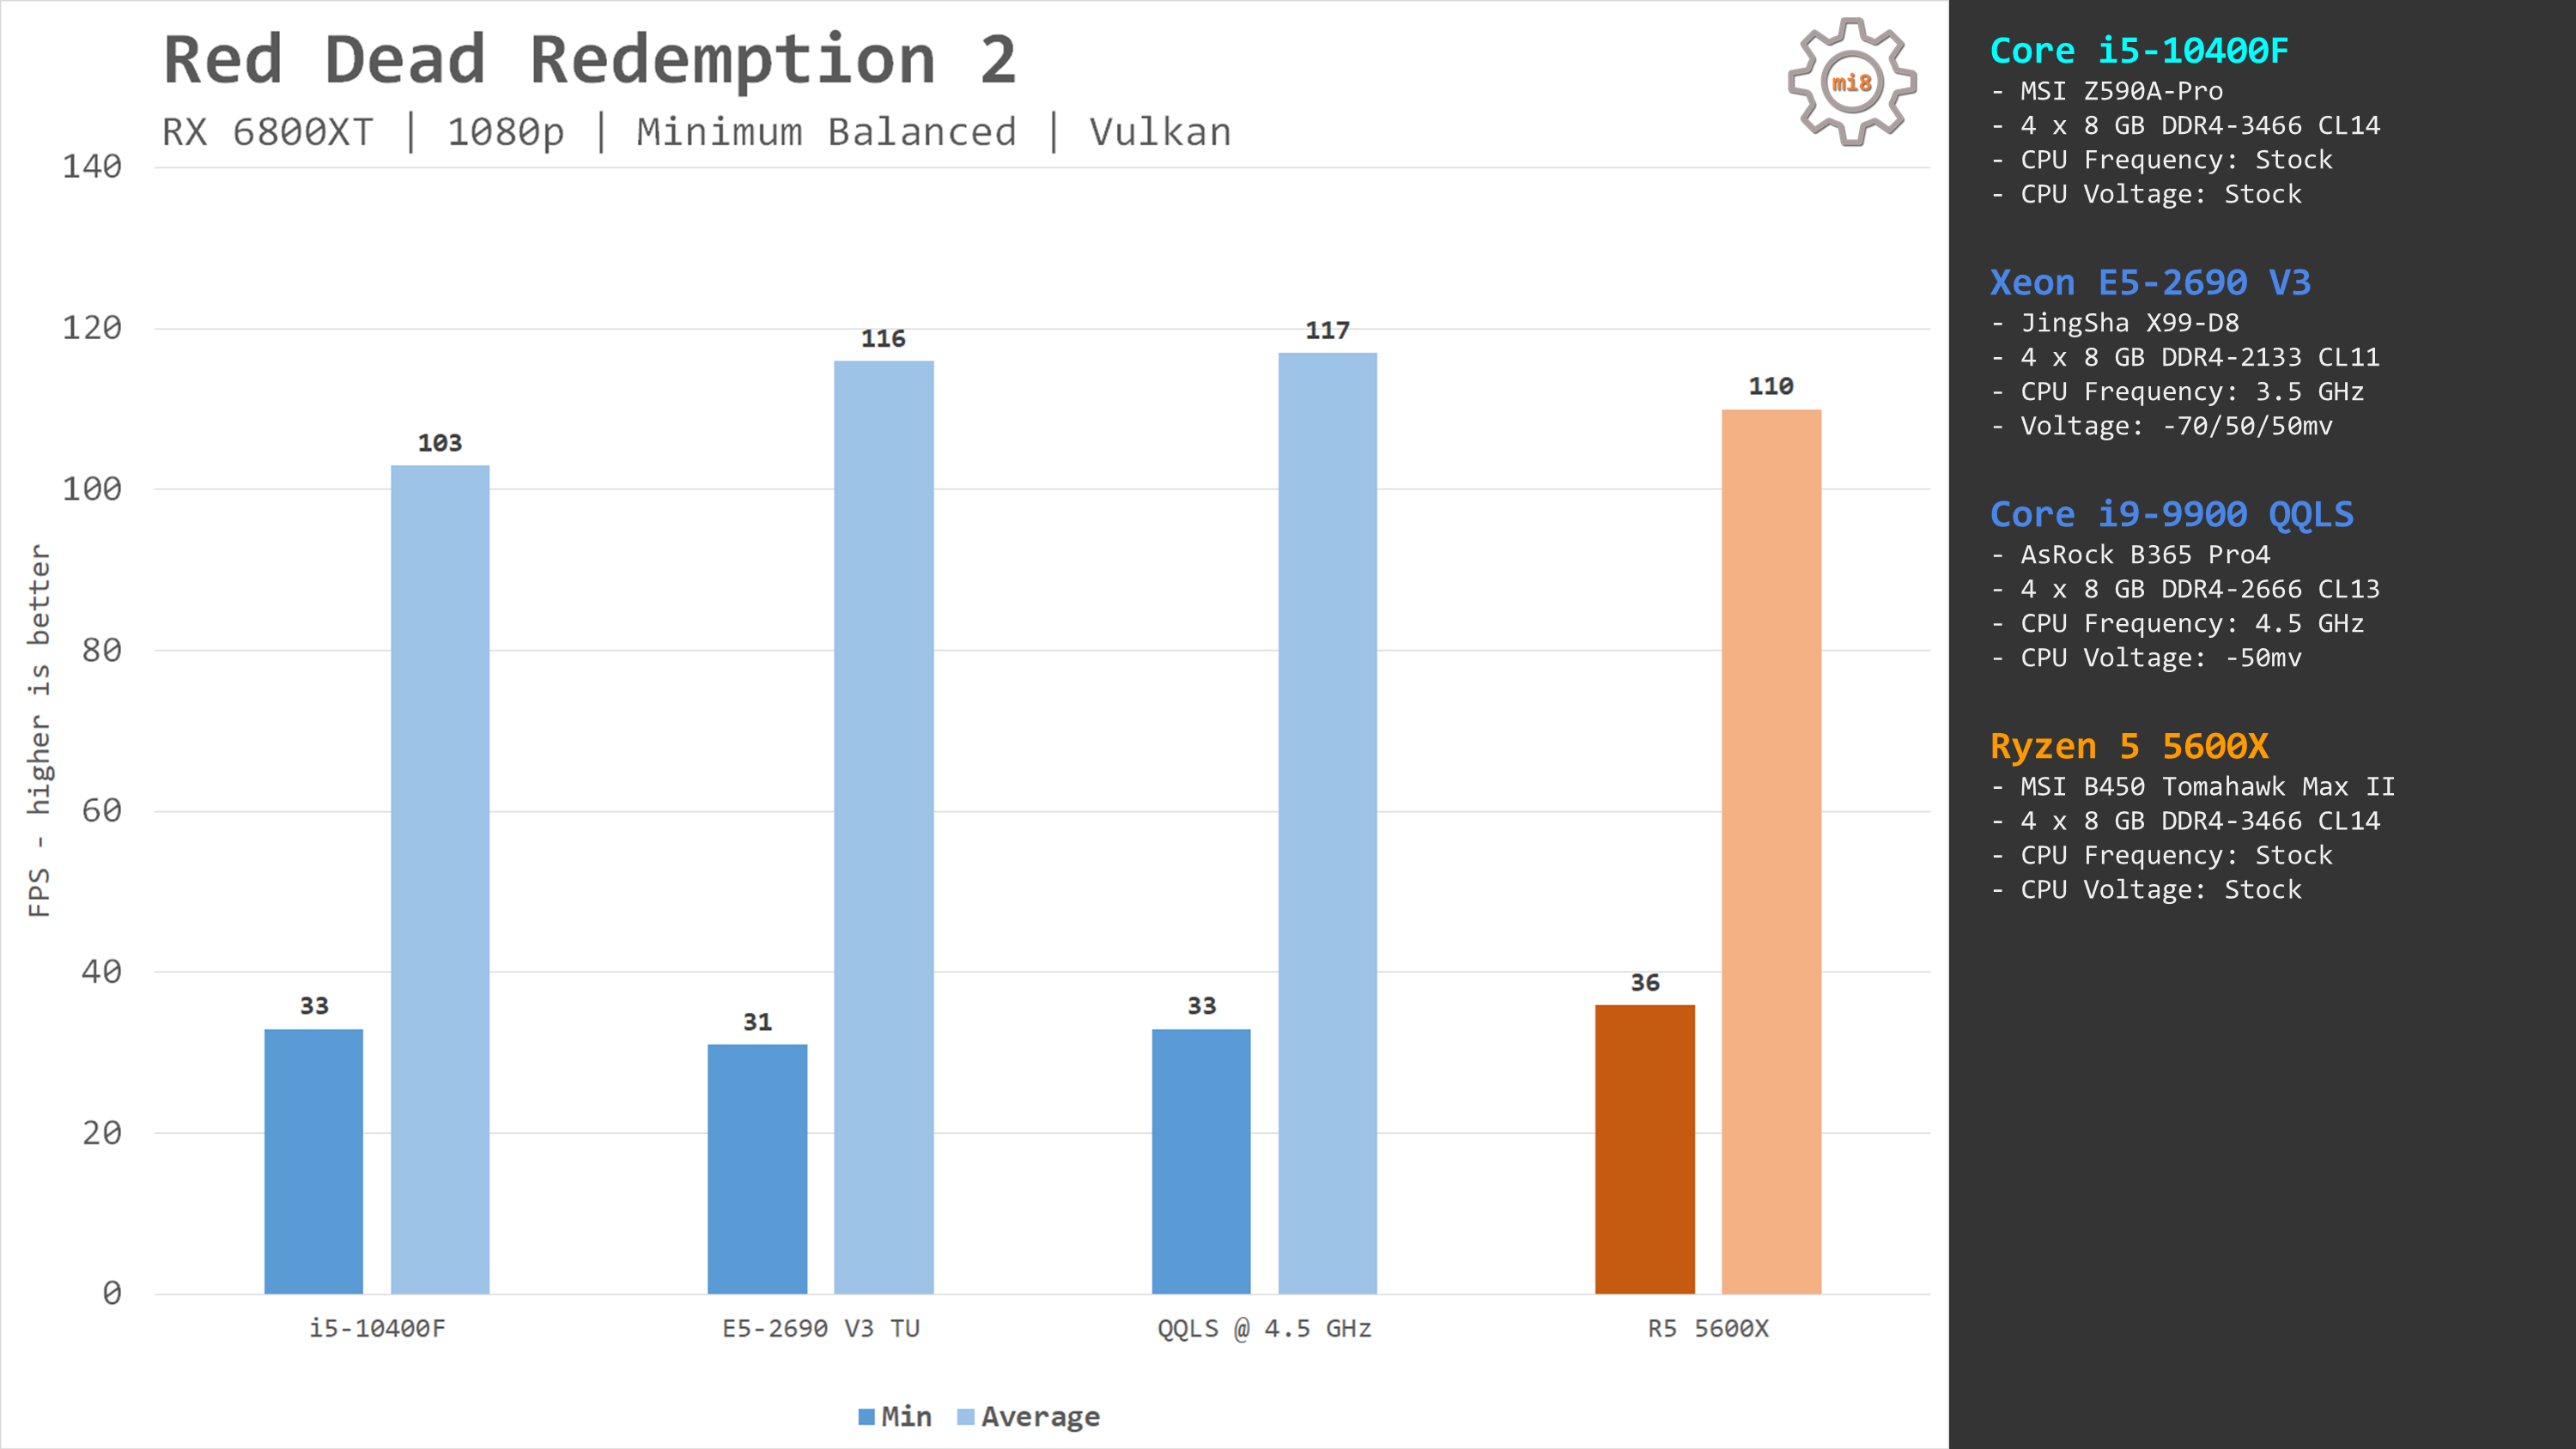 Red Dead Redemption 2
RX 6800XT | 1080p | Minimum Balanced | Vulkan
mi8
FPS - higher is better
140
120
100
80
60
40
20
0
33
103
31
116
33
117
36
110
i5-10400F
E5-2690 V3 TU
QQLS @ 4.5 GHz
R5 5600X
Min
Average
Core i5-10400F
- MSI Z590A-Pro
- 4 x 8 GB DDR4-3466 CL14
- CPU Frequency: Stock
- CPU Voltage: Stock
Xeon E5-2690 V3
- JingSha X99-D8
- 4 x 8 GB DDR4-2133 CL11
- CPU Frequency: 3.5 GHz
- Voltage: -70/50/50mv
Core i9-9900 QQLS
- AsRock B365 Pro4
- 4 x 8 GB DDR4-2666 CL13
- CPU Frequency: 4.5 GHz
- CPU Voltage: -50mv
Ryzen 5 5600X
- MSI B450 Tomahawk Max II
- 4 x 8 GB DDR4-3466 CL14
- CPU Frequency: Stock
- CPU Voltage: Stock